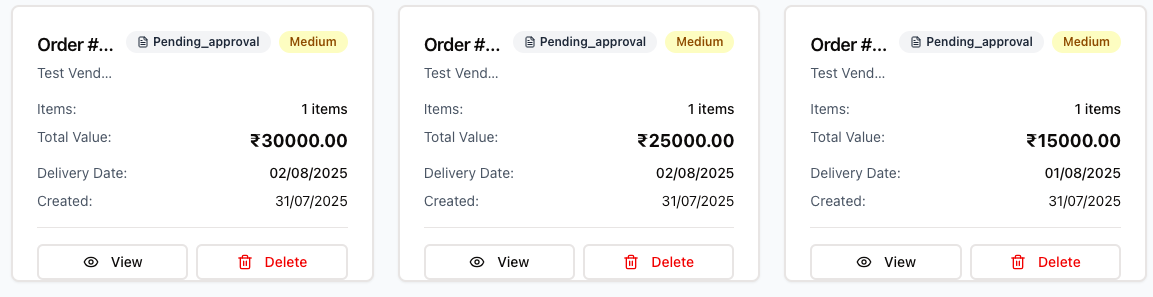 Order #... Pending_approval Medium
Test Vend...
Items: 1 items
Total Value: ₹30000.00
Delivery Date: 02/08/2025
Created: 31/07/2025
View Delete
Order #... Pending_approval Medium
Test Vend...
Items: 1 items
Total Value: ₹25000.00
Delivery Date: 02/08/2025
Created: 31/07/2025
View Delete
Order #... Pending_approval Medium
Test Vend...
Items: 1 items
Total Value: ₹15000.00
Delivery Date: 01/08/2025
Created: 31/07/2025
View Delete